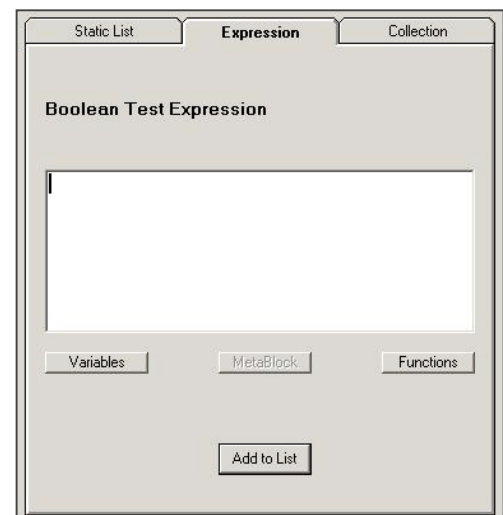 Static List Expression Collection
Boolean Test Expression
Variables MetaBlock Functions
Add to List